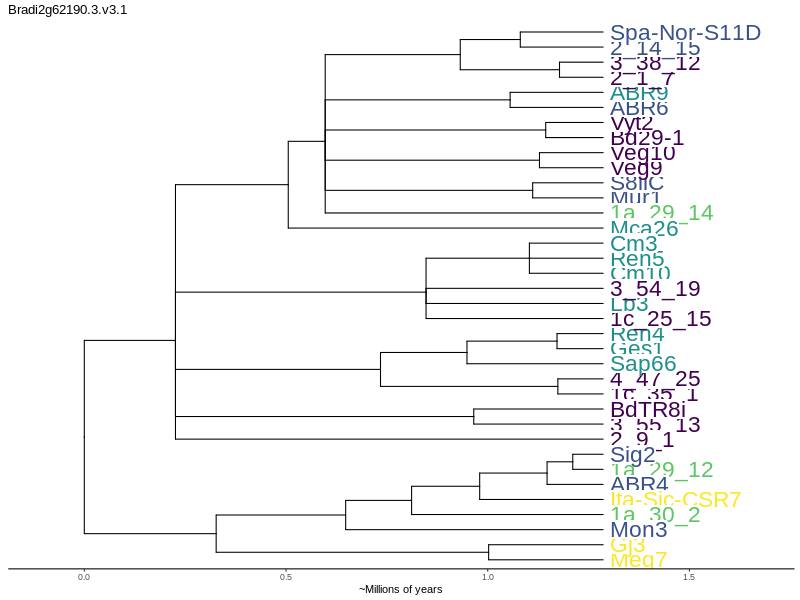 Bradi2g62190.3.v3.1
Spa-Nor-S11D
2_14_15
3_38_12
2_1_7
ABR9
ABR6
Vyt2
Bd29-1
Veg10
Veg9
S8iiC
Mur1
1a_29_14
Mca26
Cm3
Ren5
Cm10
3_54_19
Lb3
1c_25_15
Ren4
Ges1
Sap66
4_47_25
1c_35_1
BdTR8i
3_55_13
2_9_1
Sig2
1a_29_12
ABR4
Ita-Sic-CSR7
1a_30_2
Mon3
Gj3
Meg7
0.0 0.5 1.0 1.5
~Millions of years